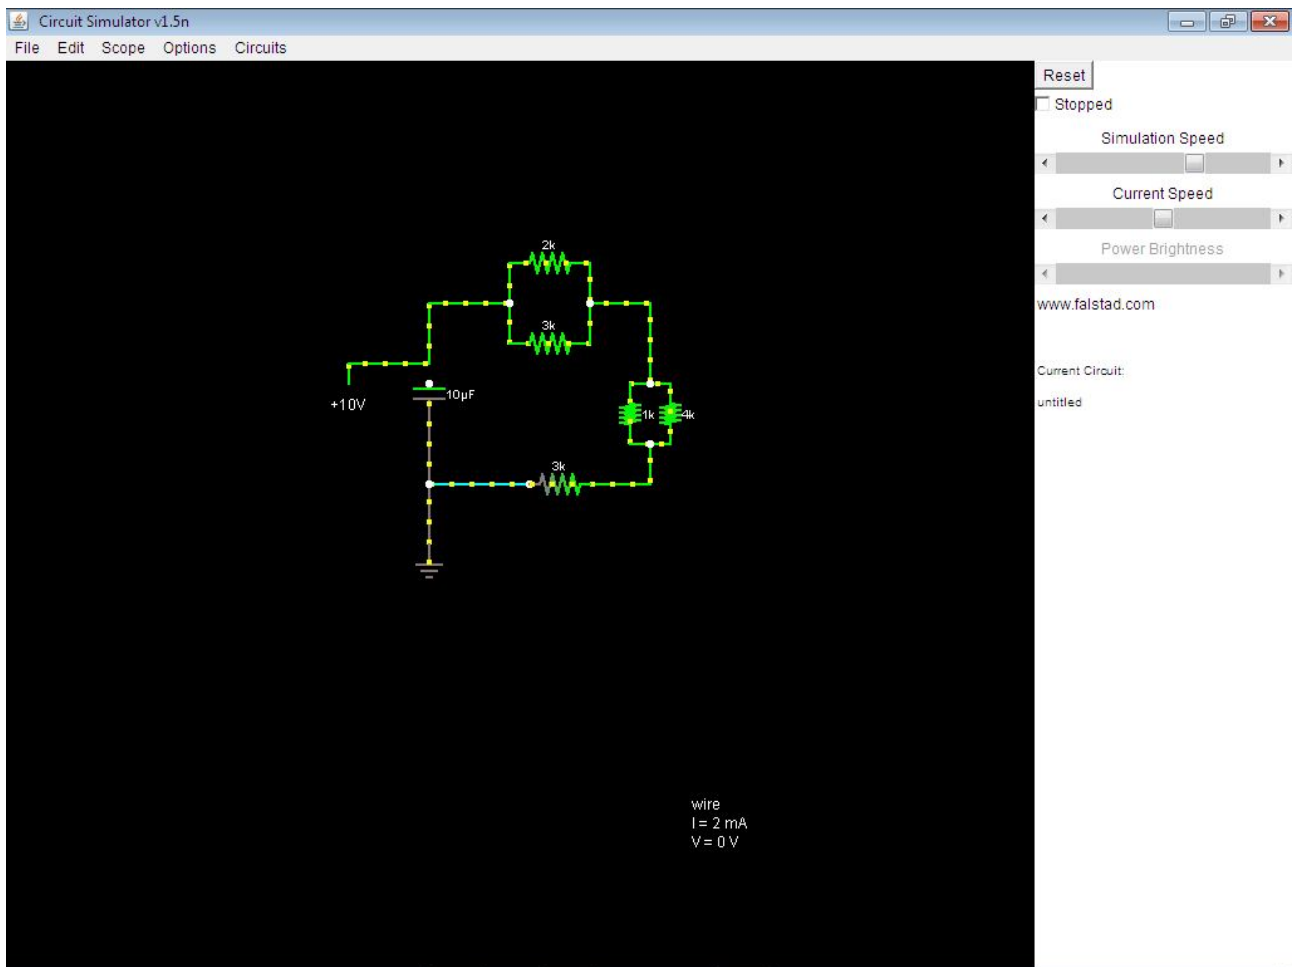 Circuit Simulator v1.5n
File Edit Scope Options Circuits
Reset
Stopped
Simulation Speed
Current Speed
Power Brightness
www.falstad.com
Current Circuit:
untitled
2k
3k
+10V
10μF
1k
4k
3k
wire
I = 2 mA
V = 0 V